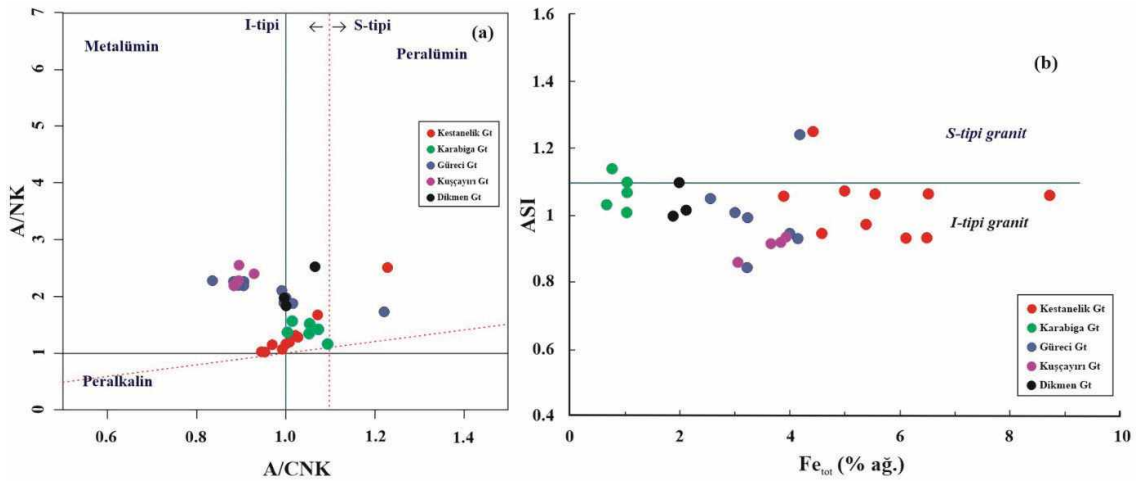 I-tipi ← → S-tipi
(a)
Metalümin
Peralümin
Kestanelik Gt
Karabiga Gt
Güreci Gt
Kuşçayırı Gt
Dikmen Gt
Peralkalin
A/NK
7
6
5
4
3
2
1
0
0.6
0.8
1.0
1.2
1.4
A/CNK
(b)
S-tipi granit
I-tipi granit
Kestanelik Gt
Karabiga Gt
Güreci Gt
Kuşçayırı Gt
Dikmen Gt
ASI
1.6
1.4
1.2
1
0.8
0.6
0.4
0
2
4
6
8
10
Fetot (% ağ.)